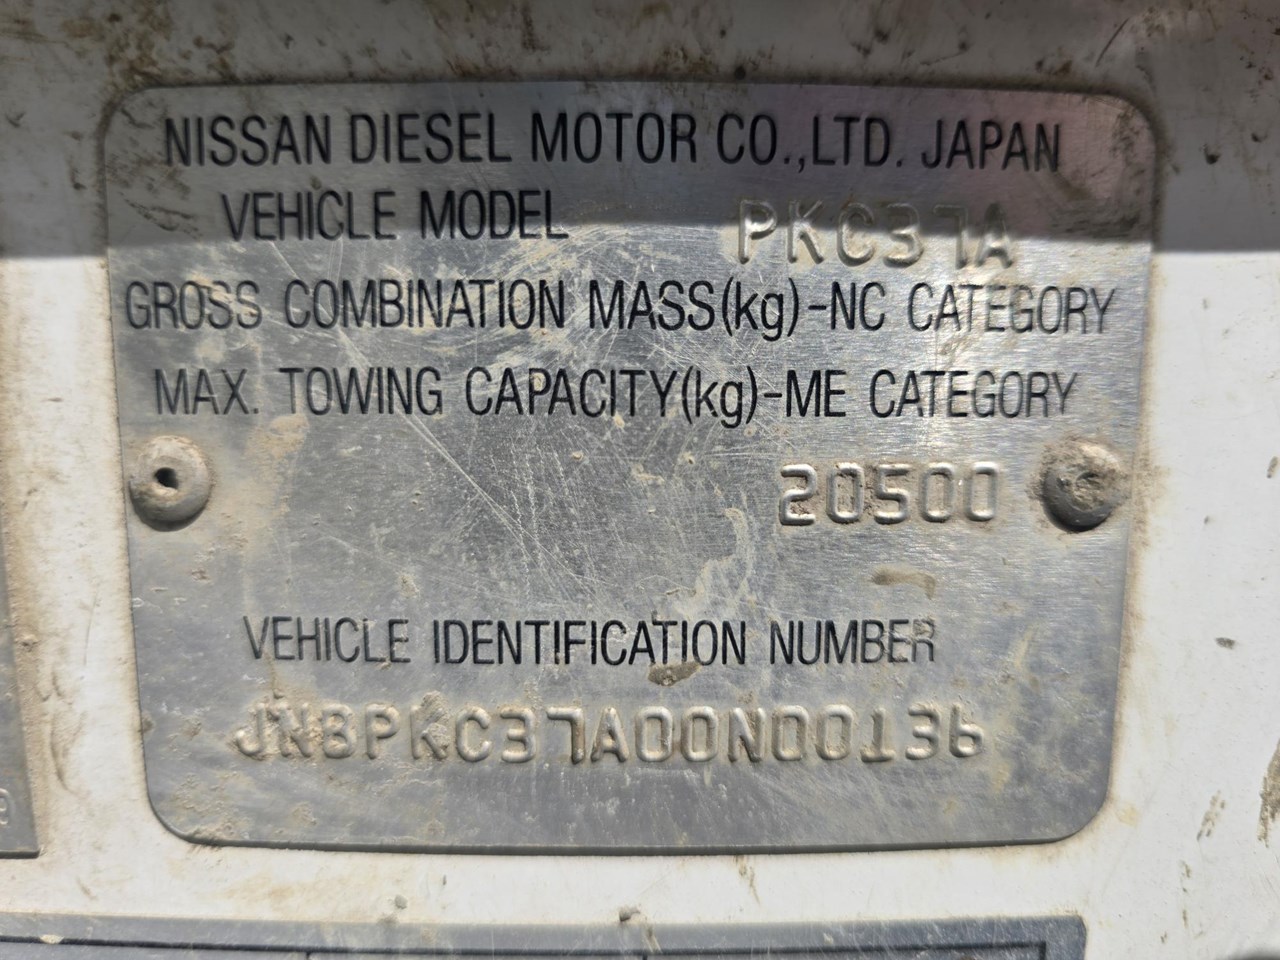 NISSAN DIESEL MOTOR CO.,LTD. JAPAN
VEHICLE MODEL PKC37A
GROSS COMBINATION MASS(kg)-NC CATEGORY
MAX. TOWING CAPACITY(kg)-ME CATEGORY
20500
VEHICLE IDENTIFICATION NUMBER
JNBPKC37A00N00136